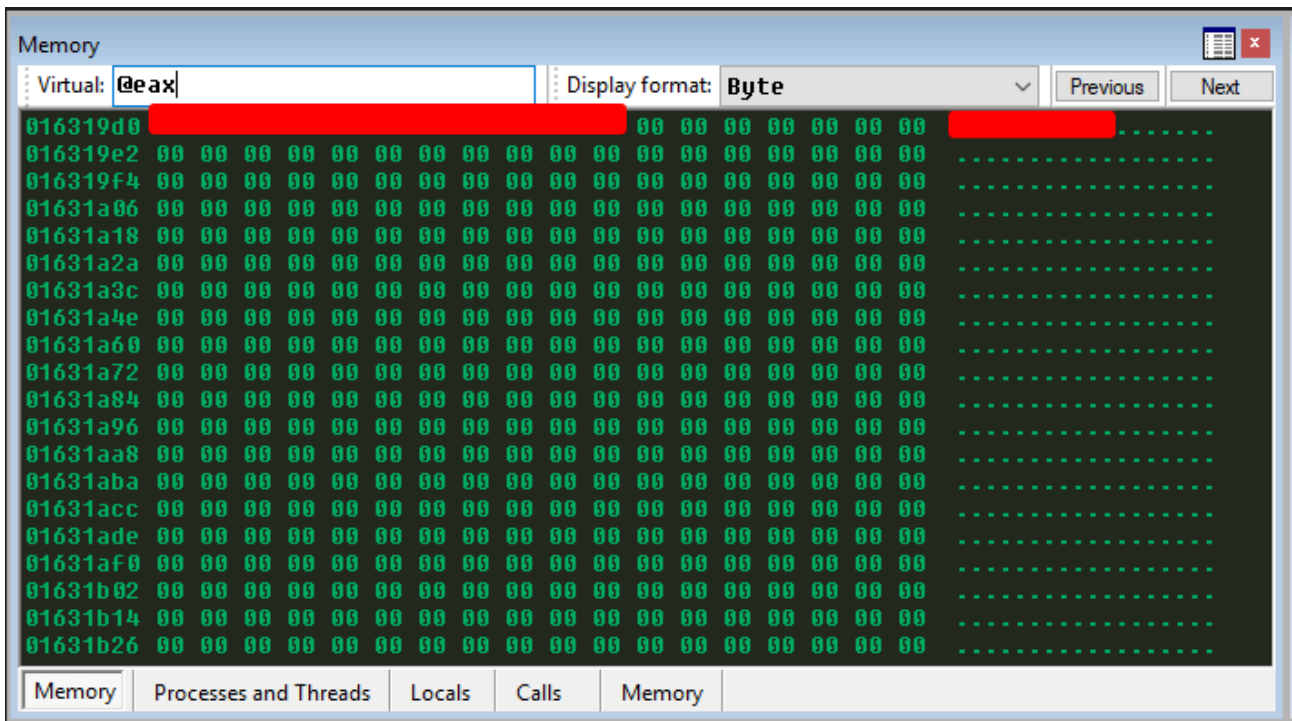 Memory
Virtual: @eax Display format: Byte Previous Next
016319d0 00 00 00 00 00 00 00 .......
016319e2 00 00 00 00 00 00 00 00 00 00 00 00 00 00 00 00 00 00 ..................
016319f4 00 00 00 00 00 00 00 00 00 00 00 00 00 00 00 00 00 00 ..................
01631a06 00 00 00 00 00 00 00 00 00 00 00 00 00 00 00 00 00 00 ..................
01631a18 00 00 00 00 00 00 00 00 00 00 00 00 00 00 00 00 00 00 ..................
01631a2a 00 00 00 00 00 00 00 00 00 00 00 00 00 00 00 00 00 00 ..................
01631a3c 00 00 00 00 00 00 00 00 00 00 00 00 00 00 00 00 00 00 ..................
01631a4e 00 00 00 00 00 00 00 00 00 00 00 00 00 00 00 00 00 00 ..................
01631a60 00 00 00 00 00 00 00 00 00 00 00 00 00 00 00 00 00 00 ..................
01631a72 00 00 00 00 00 00 00 00 00 00 00 00 00 00 00 00 00 00 ..................
01631a84 00 00 00 00 00 00 00 00 00 00 00 00 00 00 00 00 00 00 ..................
01631a96 00 00 00 00 00 00 00 00 00 00 00 00 00 00 00 00 00 00 ..................
01631aa8 00 00 00 00 00 00 00 00 00 00 00 00 00 00 00 00 00 00 ..................
01631aba 00 00 00 00 00 00 00 00 00 00 00 00 00 00 00 00 00 00 ..................
01631acc 00 00 00 00 00 00 00 00 00 00 00 00 00 00 00 00 00 00 ..................
01631ade 00 00 00 00 00 00 00 00 00 00 00 00 00 00 00 00 00 00 ..................
01631af0 00 00 00 00 00 00 00 00 00 00 00 00 00 00 00 00 00 00 ..................
01631b02 00 00 00 00 00 00 00 00 00 00 00 00 00 00 00 00 00 00 ..................
01631b14 00 00 00 00 00 00 00 00 00 00 00 00 00 00 00 00 00 00 ..................
01631b26 00 00 00 00 00 00 00 00 00 00 00 00 00 00 00 00 00 00 ..................
Memory Processes and Threads Locals Calls Memory